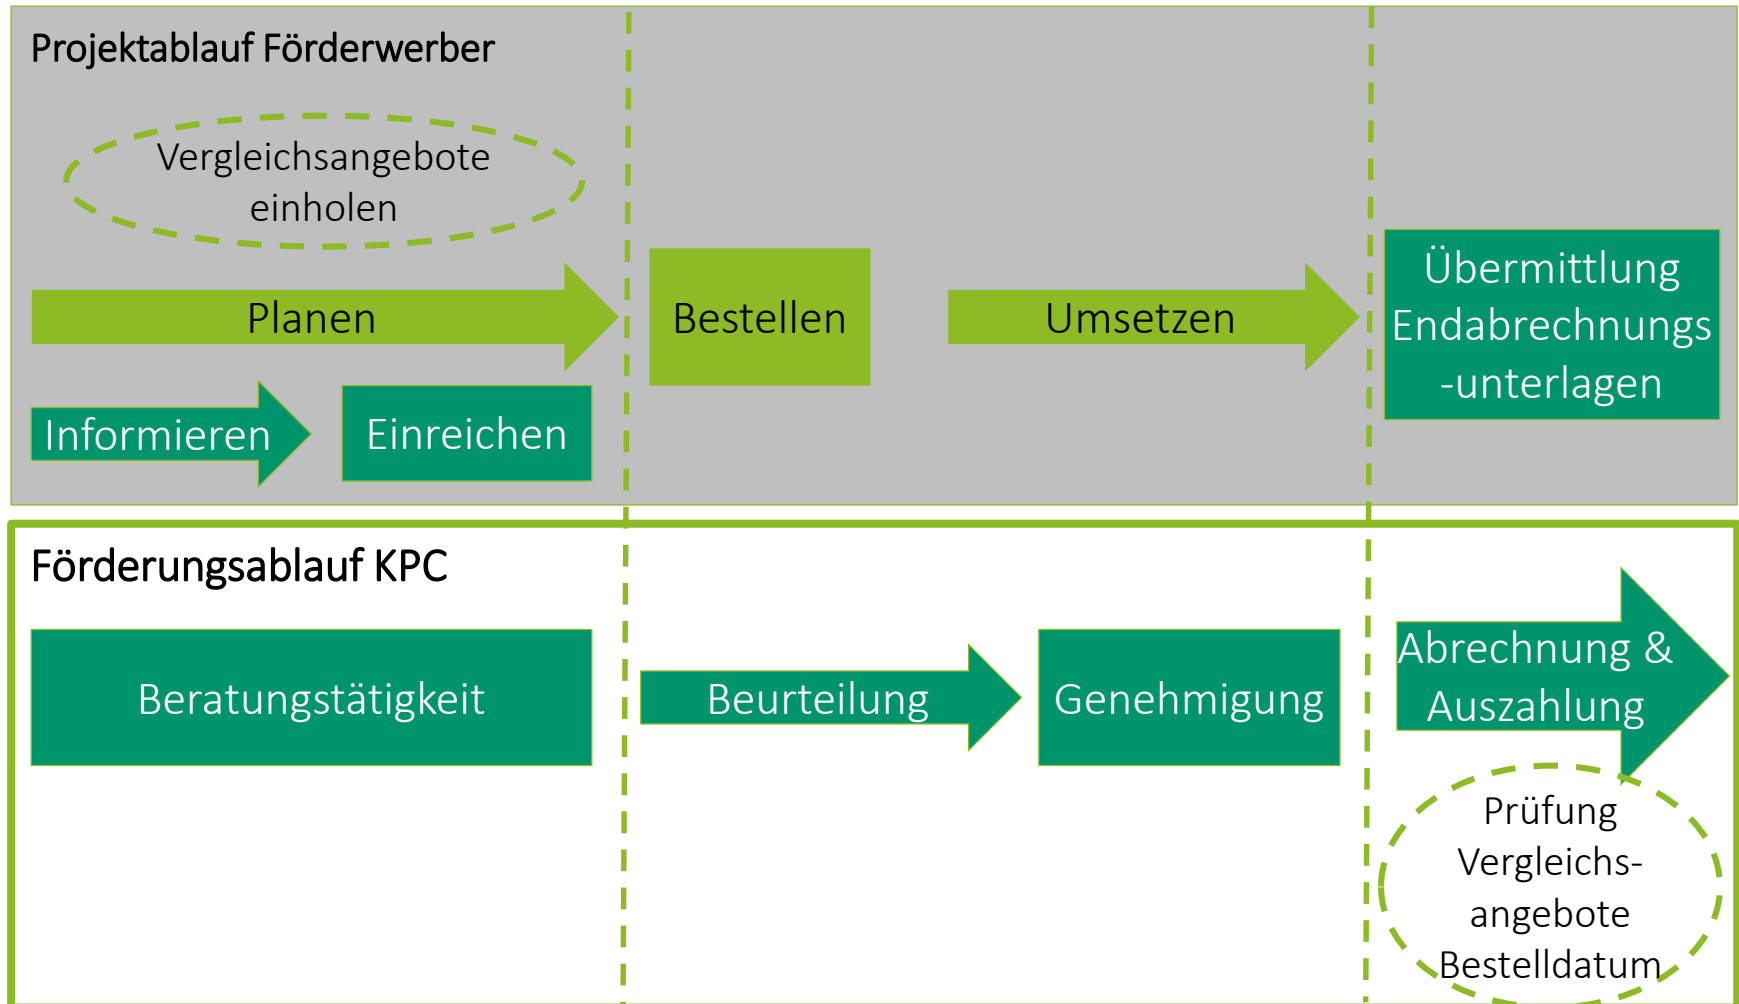 Projektablauf Förderwerber
Vergleichsangebote
einholen
Planen
Bestellen
Umsetzen
Übermittlung
Endabrechnungs
-unterlagen
Informieren
Einreichen
Förderungsablauf KPC
Beratungstätigkeit
Beurteilung
Genehmigung
Abrechnung &
Auszahlung
Prüfung
Vergleichs-
angebote
Bestelldatum